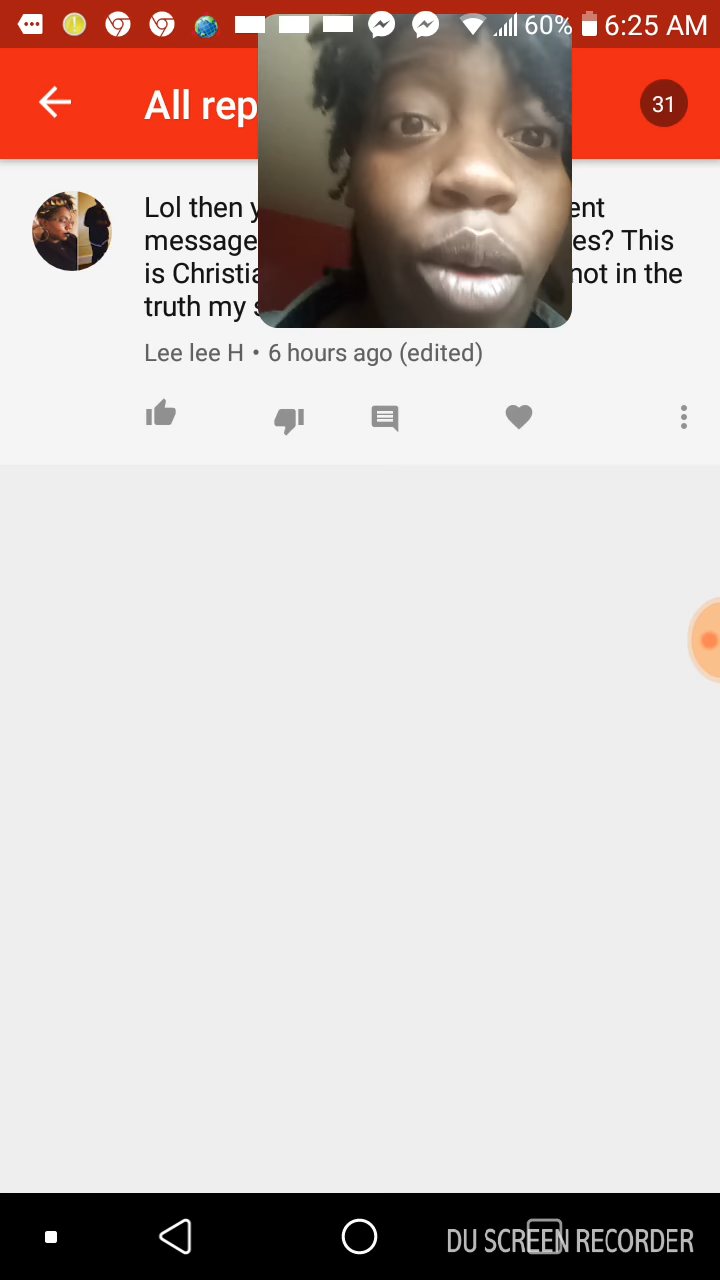 60% 6:25 AM
All rep 31
Lol then ent
message es? This
is Christia not in the
truth my
Lee lee H • 6 hours ago (edited)
DU SCREEN RECORDER